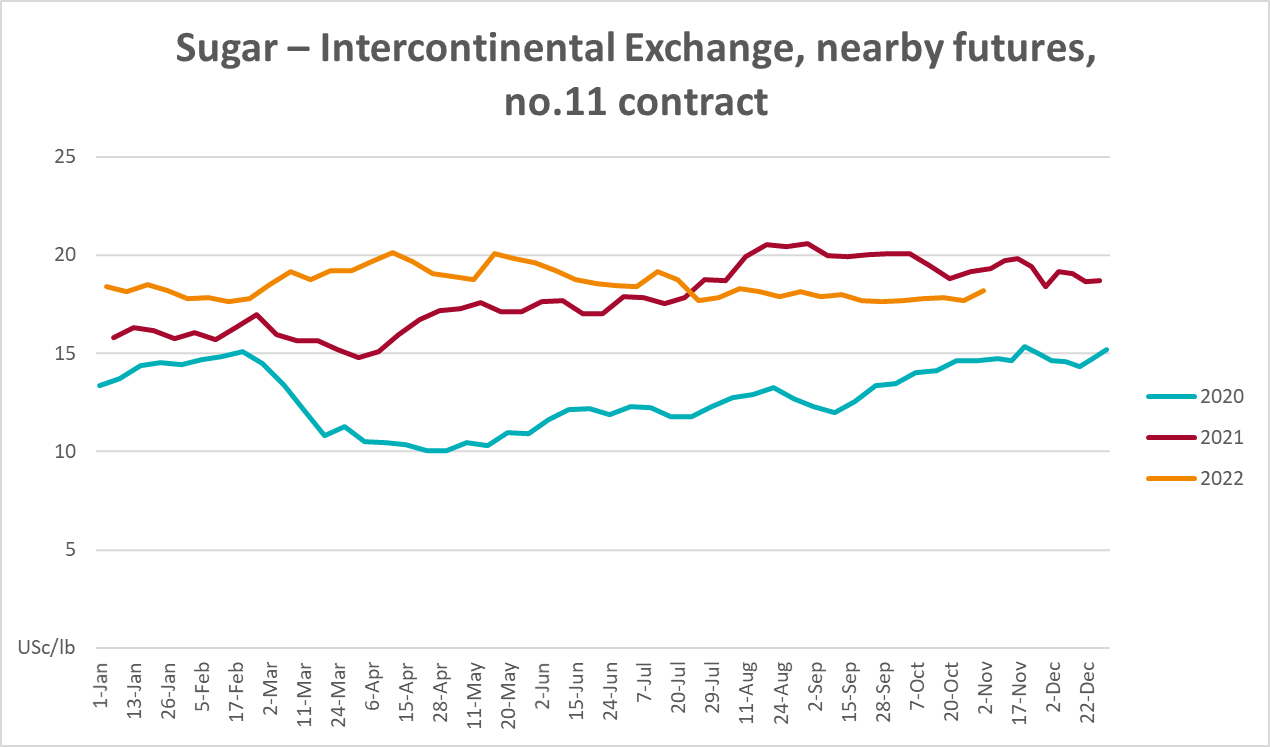 Sugar – Intercontinental Exchange, nearby futures,
no.11 contract
25
20
15
10
5
USc/lb
1-Jan
13-Jan
26-Jan
5-Feb
17-Feb
2-Mar
11-Mar
24-Mar
6-Apr
15-Apr
28-Apr
11-May
20-May
2-Jun
15-Jun
24-Jun
7-Jul
20-Jul
29-Jul
11-Aug
24-Aug
2-Sep
15-Sep
28-Sep
7-Oct
20-Oct
2-Nov
17-Nov
2-Dec
22-Dec
2020
2021
2022